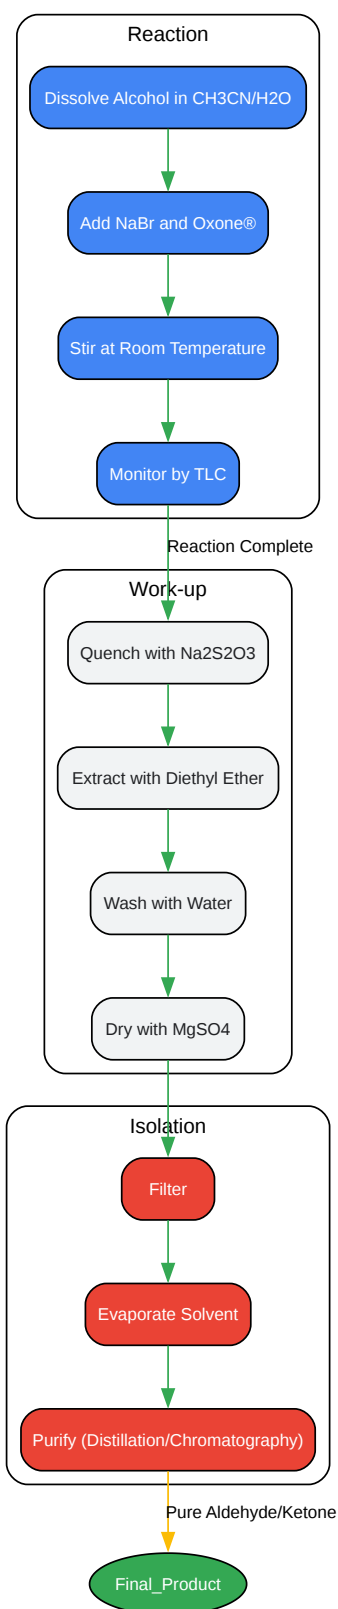 Reaction
Dissolve Alcohol in CH3CN/H2O
Add NaBr and Oxone®
Stir at Room Temperature
Monitor by TLC
Reaction Complete
Work-up
Quench with Na2S2O3
Extract with Diethyl Ether
Wash with Water
Dry with MgSO4
Isolation
Filter
Evaporate Solvent
Purify (Distillation/Chromatography)
Pure Aldehyde/Ketone
Final_Product